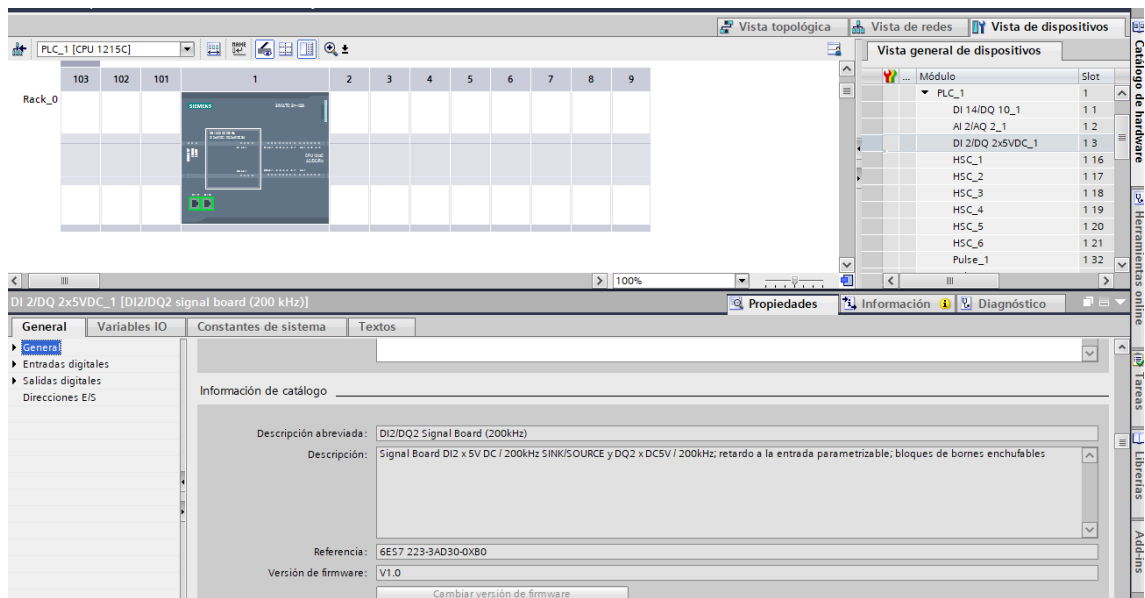 Vista topológica
Vista de redes
Vista de dispositivos
PLC_1 [CPU 1215C]
Vista general de dispositivos
103 102 101 1 2 3 4 5 6 7 8 9
Rack_0
SIEMENS
... Módulo Slot
PLC_1 1
DI 14/DQ 10_1 1 1
AI 2/AQ 2_1 1 2
DI 2/DQ 2x5VDC_1 1 3
HSC_1 1 16
HSC_2 1 17
HSC_3 1 18
HSC_4 1 19
HSC_5 1 20
HSC_6 1 21
Pulse_1 1 32
100%
DI 2/DQ 2x5VDC_1 [DI2/DQ2 signal board (200 kHz)]
Propiedades
Información
Diagnóstico
General
Variables IO
Constantes de sistema
Textos
General
Entradas digitales
Salidas digitales
Direcciones E/S
Información de catálogo
Descripción abreviada: DI2/DQ2 Signal Board (200kHz)
Descripción: Signal Board DI2 x 5V DC / 200kHz SINK/SOURCE y DQ2 x DC5V / 200kHz; retardo a la entrada parametrizable; bloques de bornes enchufables
Referencia: 6ES7 223-3AD30-0XB0
Versión de firmware: V1.0
Cambiar versión de firmware
Catálogo de hardware
Herramientas online
Tareas
Librerías
Add-ins